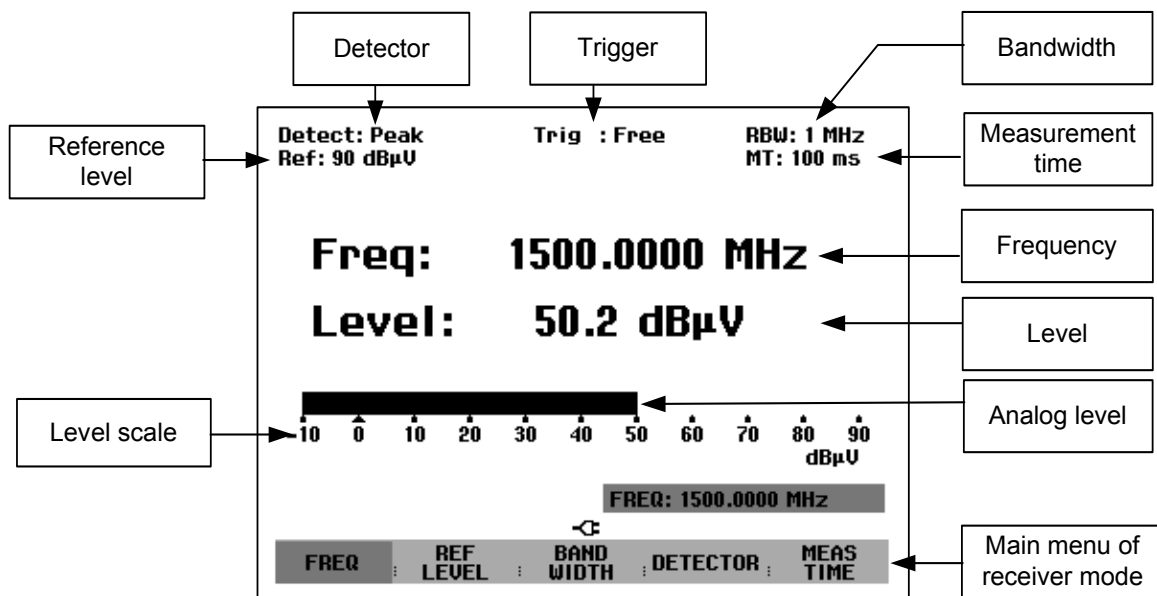 Detector
Trigger
Bandwidth
Reference
level
Measurement
time
Detect: Peak
Trig : Free
RBW: 1 MHz
Ref: 90 dBµV
MT: 100 ms
Freq: 1500.0000 MHz
Frequency
Level: 50.2 dBµV
Level
Analog level
Level scale
-10 0 10 20 30 40 50 60 70 80 90
dBµV
FREQ: 1500.0000 MHz
FREQ
REF
LEVEL
BAND
WIDTH
DETECTOR
MEAS
TIME
Main menu of
receiver mode